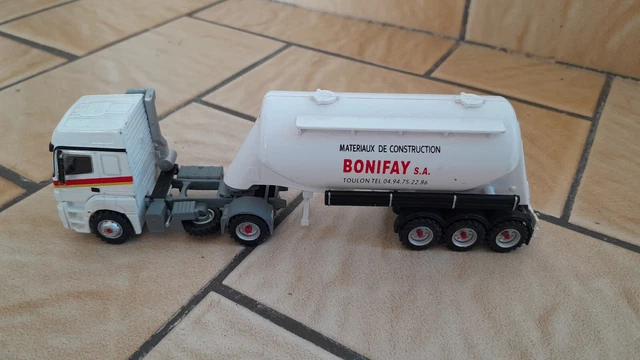 MATERIAUX DE CONSTRUCTION
BONIFAY S.A.
TOULON TEL 04.94.75.22.86